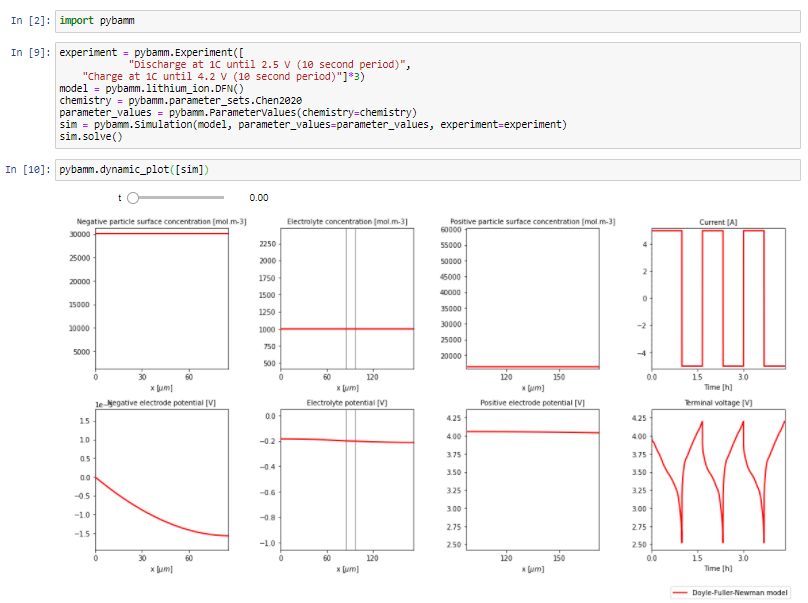 In [2]: import pybamm
In [9]: experiment = pybamm.Experiment([
"Discharge at 1C until 2.5 V (10 second period)",
"Charge at 1C until 4.2 V (10 second period)"]*3)
model = pybamm.lithium_ion.DFN()
chemistry = pybamm.parameter_sets.Chen2020
parameter_values = pybamm.ParameterValues(chemistry=chemistry)
sim = pybamm.Simulation(model, parameter_values=parameter_values, experiment=experiment)
sim.solve()
In [10]: pybamm.dynamic_plot([sim])
t 0.00
Negative particle surface concentration [mol.m-3]
30000
25000
20000
15000
10000
5000
0 30 60
x [μm]
Electrolyte concentration [mol.m-3]
2250
2000
1750
1500
1250
1000
750
500
0 60 120
x [μm]
Positive particle surface concentration [mol.m-3]
60000
55000
50000
45000
40000
35000
30000
25000
20000
120 150
x [μm]
Current [A]
4
2
0
−2
−4
0.0 1.5 3.0
Time [h]
Negative electrode potential [V]
1.5
1.0
0.5
0.0
−0.5
−1.0
−1.5
0 30 60
x [μm]
Electrolyte potential [V]
0.0
−0.2
−0.4
−0.6
−0.8
−1.0
0 60 120
x [μm]
Positive electrode potential [V]
4.25
4.00
3.75
3.50
3.25
3.00
2.75
2.50
120 150
x [μm]
Terminal voltage [V]
4.25
4.00
3.75
3.50
3.25
3.00
2.75
2.50
0.0 1.5 3.0
Time [h]
Doyle-Fuller-Newman model